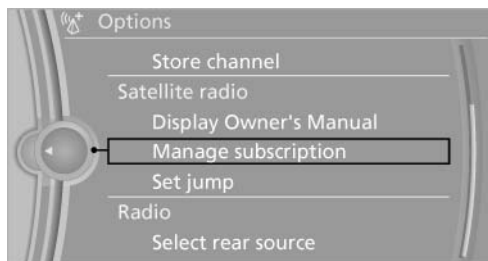 Options
Store channel
Satellite radio
Display Owner's Manual
Manage subscription
Set jump
Radio
Select rear source